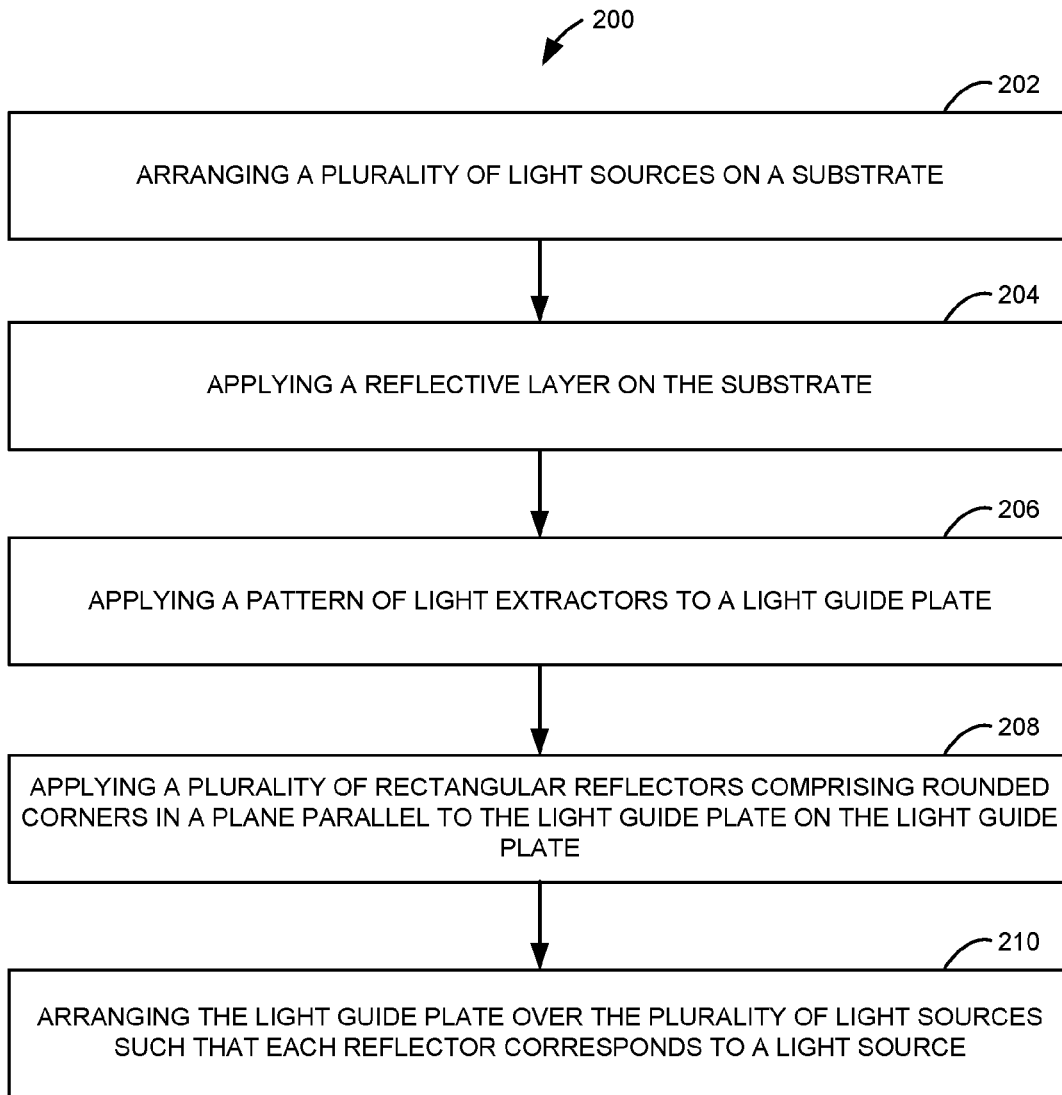 200
202
ARRANGING A PLURALITY OF LIGHT SOURCES ON A SUBSTRATE
204
APPLYING A REFLECTIVE LAYER ON THE SUBSTRATE
206
APPLYING A PATTERN OF LIGHT EXTRACTORS TO A LIGHT GUIDE PLATE
208
APPLYING A PLURALITY OF RECTANGULAR REFLECTORS COMPRISING ROUNDED
CORNERS IN A PLANE PARALLEL TO THE LIGHT GUIDE PLATE ON THE LIGHT GUIDE
PLATE
210
ARRANGING THE LIGHT GUIDE PLATE OVER THE PLURALITY OF LIGHT SOURCES
SUCH THAT EACH REFLECTOR CORRESPONDS TO A LIGHT SOURCE